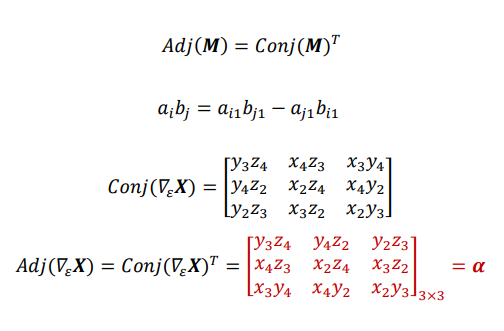 Adj(M) = Conj(M)^T
a_i b_j = a_{i1} b_{j1} − a_{j1} b_{i1}
Conj(∇_ε X) = [y_3z_4 x_4z_3 x_3y_4
y_4z_2 x_2z_4 x_4y_2
y_2z_3 x_3z_2 x_2y_3]
Adj(∇_ε X) = Conj(∇_ε X)^T = [y_3z_4 y_4z_2 y_2z_3
x_4z_3 x_2z_4 x_3z_2
x_3y_4 x_4y_2 x_2y_3]_{3×3} = α